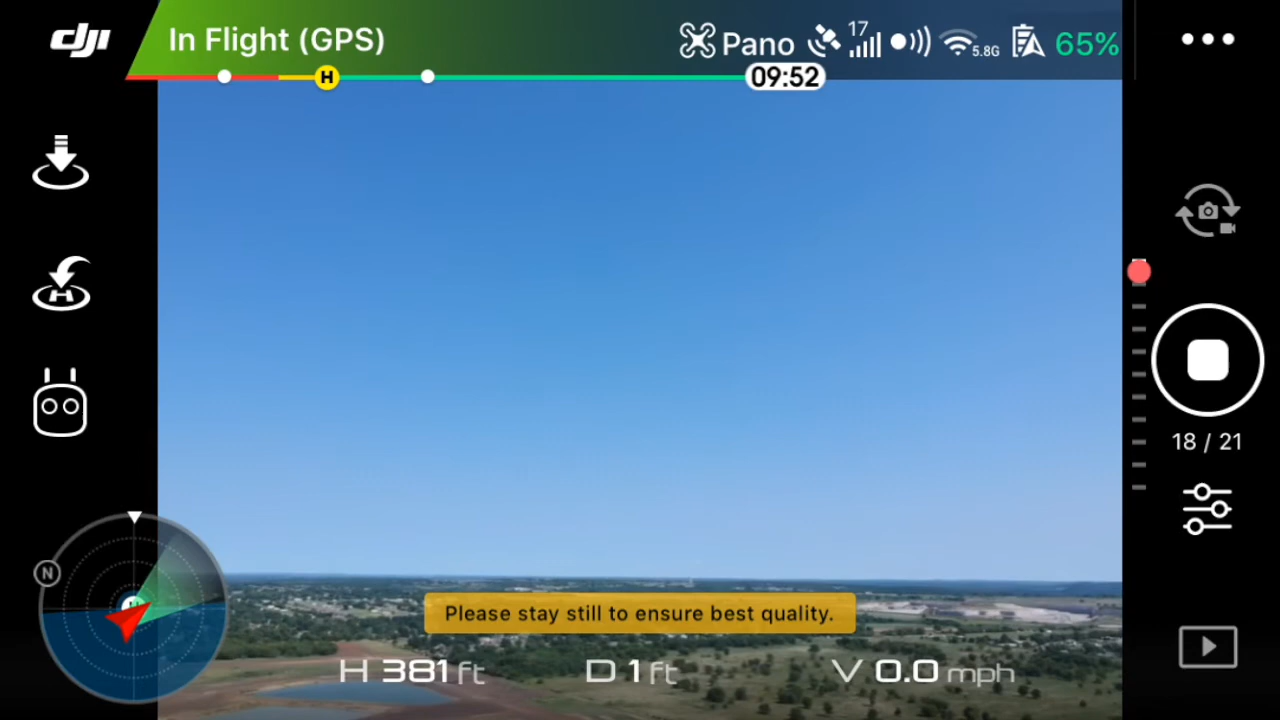 dji
In Flight (GPS)
Pano
17
5.8G
65%
H
09:52
18 / 21
N
H
Please stay still to ensure best quality.
H 381 ft
D 1 ft
V 0.0 mph